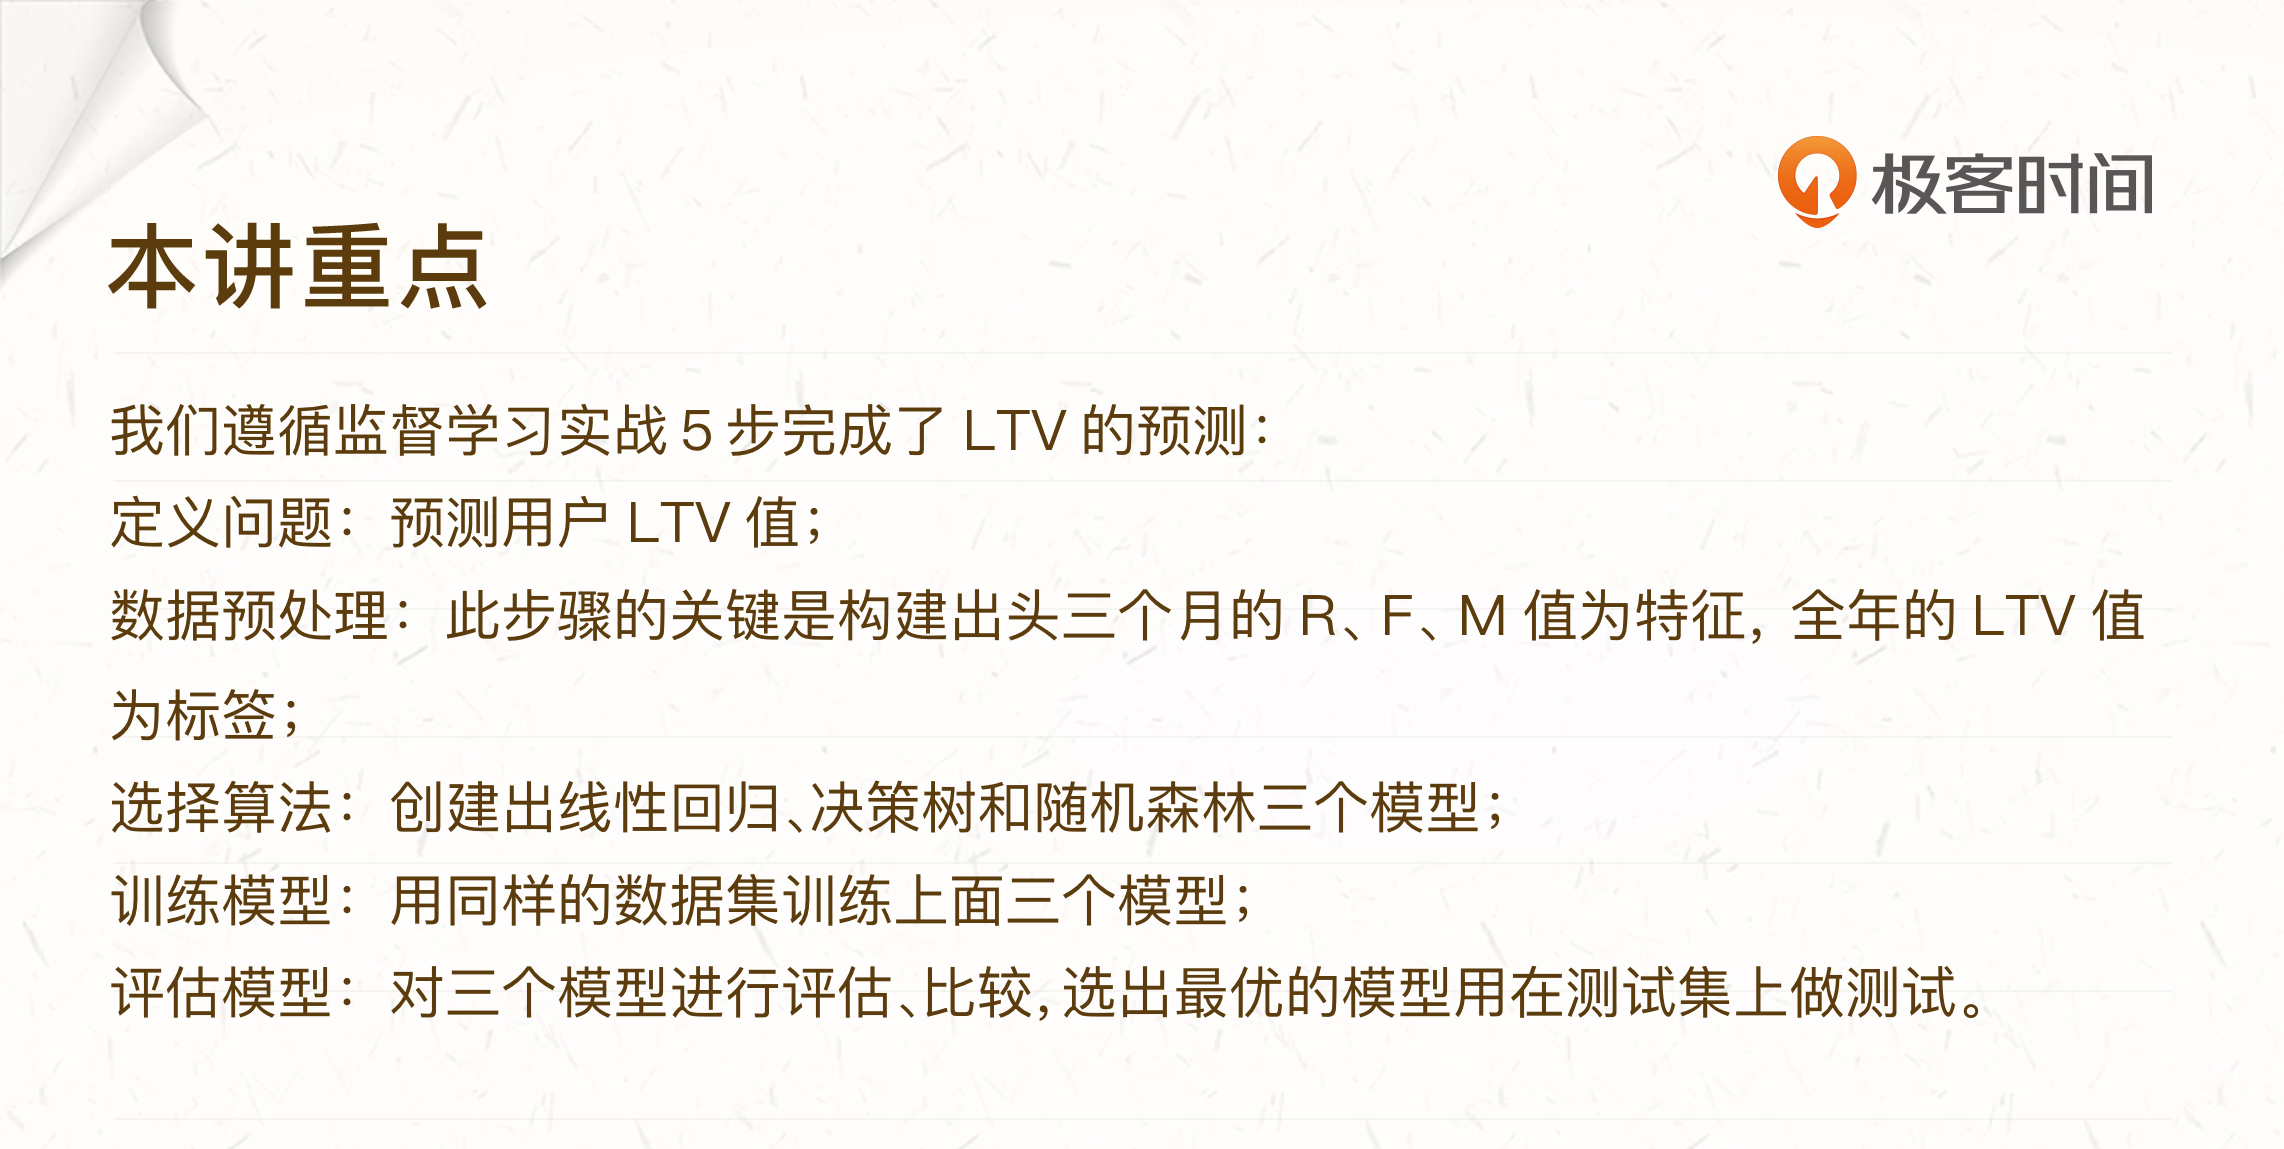 极客时间
本讲重点
我们遵循监督学习实战 5 步完成了 LTV 的预测：
定义问题：预测用户 LTV 值；
数据预处理：此步骤的关键是构建出头三个月的 R、F、M 值为特征，全年的 LTV 值
为标签；
选择算法：创建出线性回归、决策树和随机森林三个模型；
训练模型：用同样的数据集训练上面三个模型；
评估模型：对三个模型进行评估、比较，选出最优的模型用在测试集上做测试。